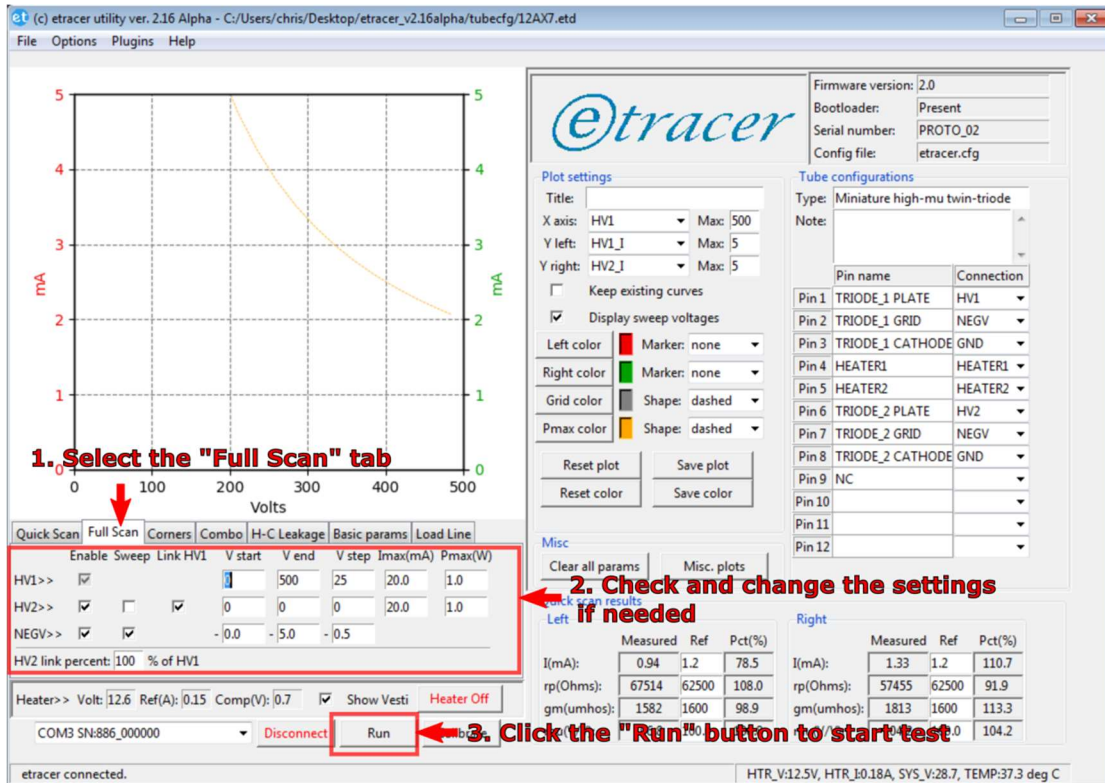 (c) etracer utility ver. 2.16 Alpha - C:/Users/chris/Desktop/etracer_v2.16alpha/tubecfg/12AX7.etd
File Options Plugins Help
5 5
4 4
3 3
mA mA
2 2
1 1
0 0
0 100 200 300 400 500
Volts
1. Select the "Full Scan" tab
Quick Scan Full Scan Corners Combo H-C Leakage Basic params Load Line
Enable Sweep Link HV1 V start V end V step Imax(mA) Pmax(W)
HV1>> 0 500 25 20.0 1.0
HV2>> 0 0 0 20.0 1.0
NEGV>> - 0.0 - 5.0 - 0.5
HV2 link percent: 100 % of HV1
2. Check and change the settings
if needed
Heater>> Volt: 12.6 Ref(A): 0.15 Comp(V): 0.7 Show Vesti Heater Off
COM3 SN:886_000000 Disconnect Run
3. Click the "Run" button to start test
etracer connected.
etracer
Firmware version: 2.0
Bootloader: Present
Serial number: PROTO_02
Config file: etracer.cfg
Plot settings
Title:
X axis: HV1 Max: 500
Y left: HV1_I Max: 5
Y right: HV2_I Max: 5
Keep existing curves
Display sweep voltages
Left color Marker: none
Right color Marker: none
Grid color Shape: dashed
Pmax color Shape: dashed
Reset plot Save plot
Reset color Save color
Misc
Clear all params Misc. plots
Tube configurations
Type: Miniature high-mu twin-triode
Note:
Pin name Connection
Pin 1 TRIODE_1 PLATE HV1
Pin 2 TRIODE_1 GRID NEGV
Pin 3 TRIODE_1 CATHODE GND
Pin 4 HEATER1 HEATER1
Pin 5 HEATER2 HEATER2
Pin 6 TRIODE_2 PLATE HV2
Pin 7 TRIODE_2 GRID NEGV
Pin 8 TRIODE_2 CATHODE GND
Pin 9 NC
Pin 10
Pin 11
Pin 12
Quick scan results
Left
Measured Ref Pct(%)
I(mA): 0.94 1.2 78.5
rp(Ohms): 67514 62500 108.0
gm(umhos): 1582 1600 98.9
Right
Measured Ref Pct(%)
I(mA): 1.33 1.2 110.7
rp(Ohms): 57455 62500 91.9
gm(umhos): 1813 1600 113.3
104.2
HTR_V:12.5V, HTR_I:0.18A, SYS_V:28.7, TEMP:37.3 deg C